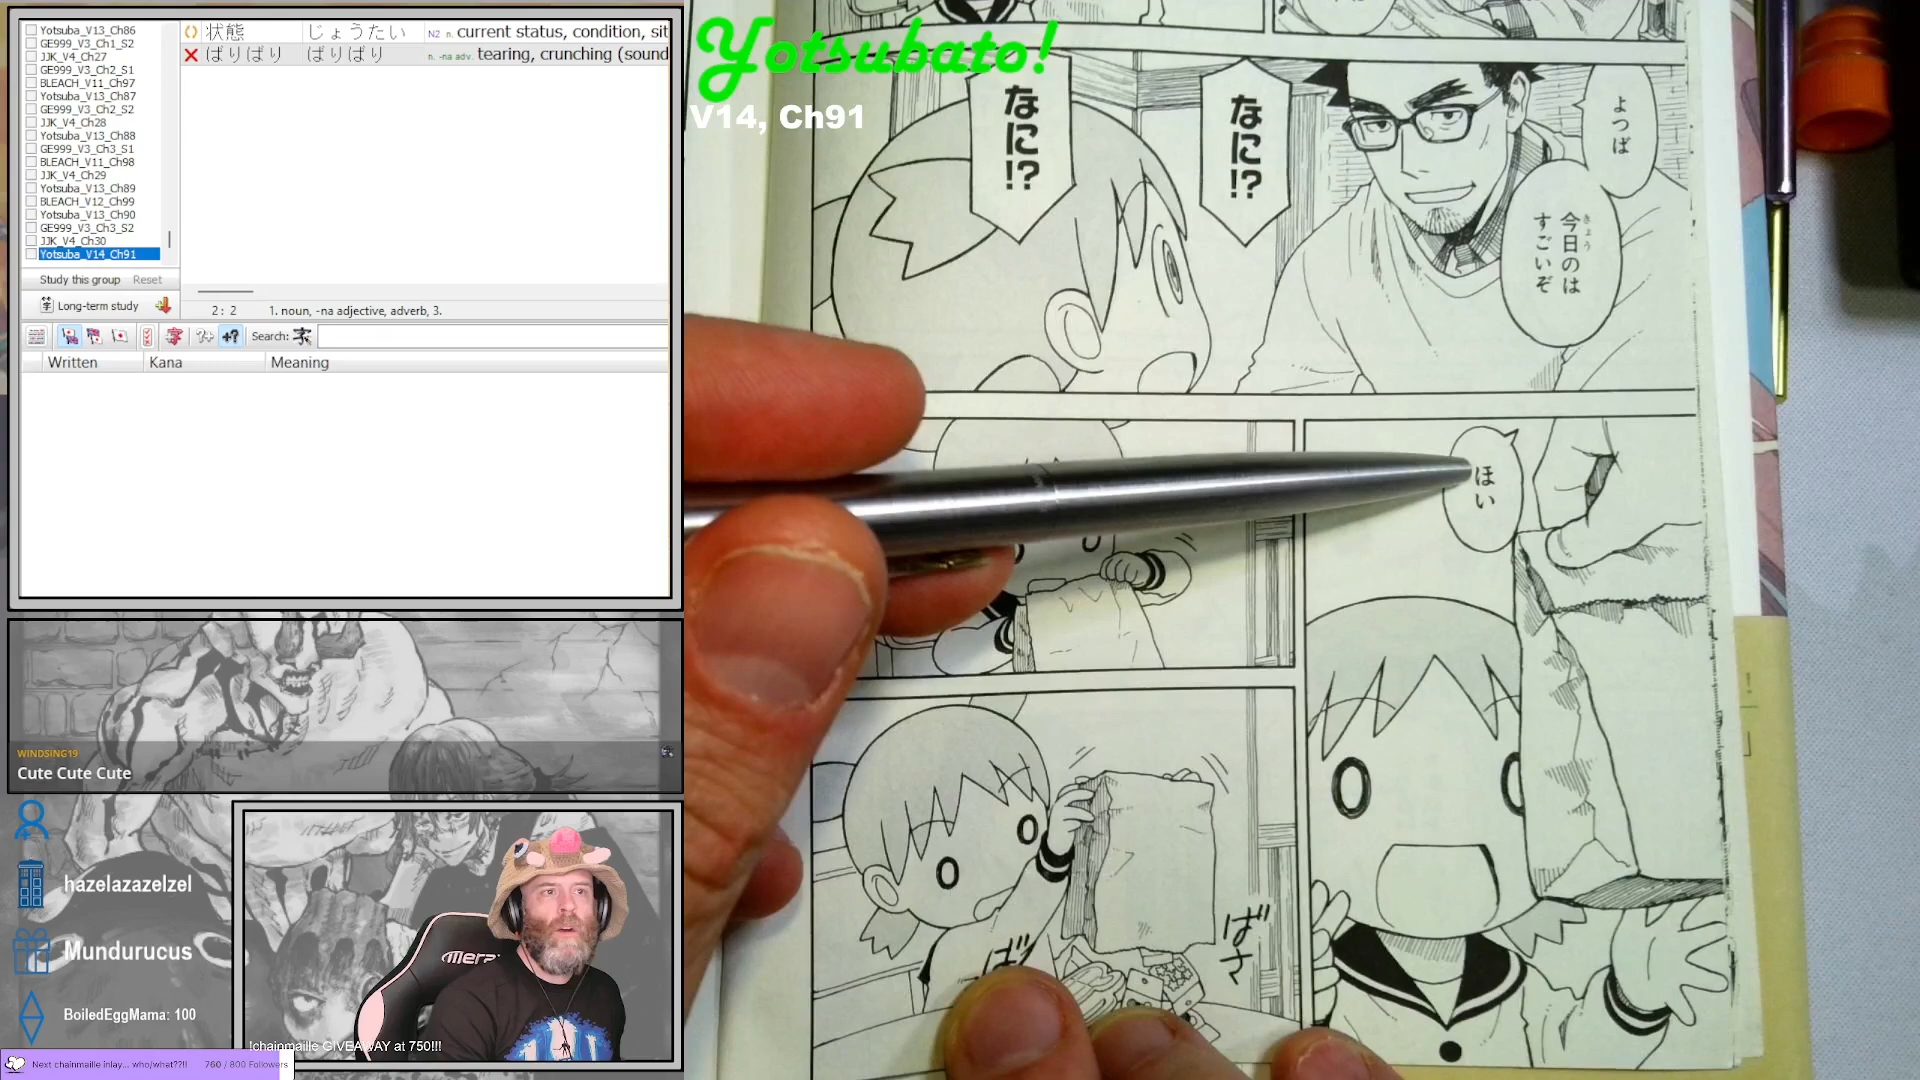 Yotsuba_V13_Ch86
GE999_V3_Ch1_S2
JJK_V4_Ch27
GE999_V3_Ch2_S1
BLEACH_V11_Ch97
Yotsuba_V13_Ch87
GE999_V3_Ch2_S2
JJK_V4_Ch28
Yotsuba_V13_Ch88
GE999_V3_Ch3_S1
BLEACH_V11_Ch98
JJK_V4_Ch29
Yotsuba_V13_Ch89
BLEACH_V12_Ch99
Yotsuba_V13_Ch90
GE999_V3_Ch3_S2
JJK_V4_Ch30
Yotsuba_V14_Ch91
Study this group Reset
Long-term study
状態 じょうたい N2 n. current status, condition, sit
ばりばり ばりばり n. -na adv. tearing, crunching (sound
2: 2 1. noun, -na adjective, adverb, 3.
Search:
Written Kana Meaning
WINDSING19
Cute Cute Cute
hazelazazelzel
Mundurucus
BoiledEggMama: 100
!chainmaille GIVEAWAY at 750!!!
Next chainmaille inlay... who/what??!! 760 / 800 Followers
Yotsubato!
V14, Ch91
よつば
今日のは
きょう
すごいぞ
なに!?
なに!?
ほい
ばさ